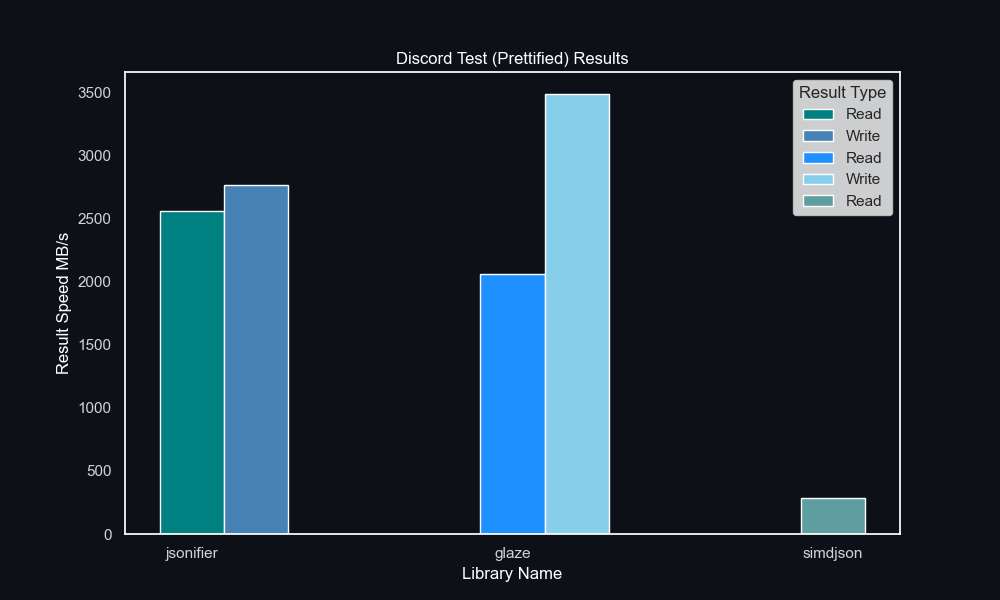 Discord Test (Prettified) Results
Result Type
Read
Write
Read
Write
Read
Result Speed MB/s
3500
3000
2500
2000
1500
1000
500
0
jsonifier
glaze
simdjson
Library Name